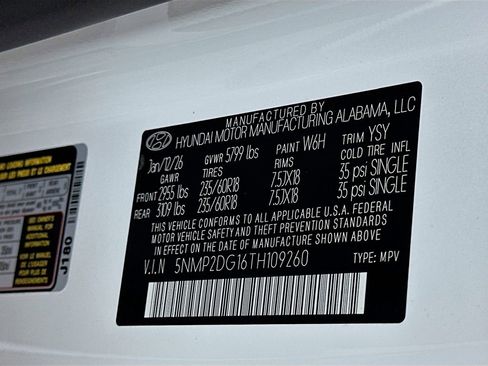 MANUFACTURED BY
HYUNDAI MOTOR MANUFACTURING ALABAMA, LLC
Jan/12/26 GVWR 5799 lbs PAINT W6H TRIM YSY
GAWR TIRES RIMS COLD TIRE INFL
FRONT 2955 lbs 235/60R18 7.5JX18 35 psi SINGLE
REAR 3109 lbs 235/60R18 7.5JX18 35 psi SINGLE
THIS VEHICLE CONFORMS TO ALL APPLICABLE U.S.A. FEDERAL
MOTOR VEHICLE SAFETY AND THEFT PREVENTION STANDARDS
IN EFFECT ON THE DATE OF MANUFACTURE SHOWN ABOVE
V.I.N 5NMP2DG16TH109260 TYPE: MPV
LOADING INFORMATION
J180